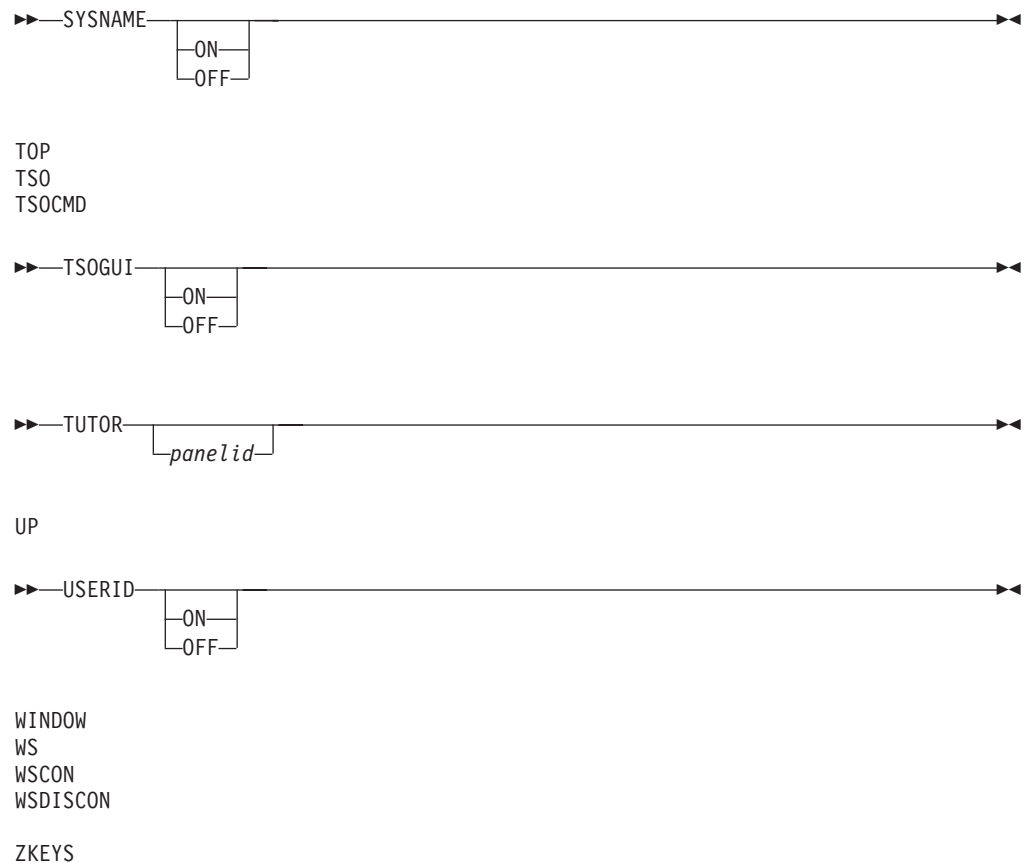 SYSNAME
ON
OFF
TOP
TSO
TSOCMD
TSOGUI
ON
OFF
TUTOR
panelid
UP
USERID
ON
OFF
WINDOW
WS
WSCON
WSDISCON
ZKEYS